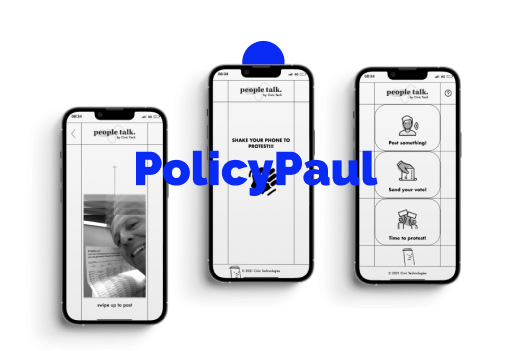 PolicyPaul
08:34
people talk.
by Civic Tech
swipe up to post
08:34
people talk.
by Civic Tech
SHAKE YOUR PHONE TO
PROTEST!!!
© 2021 Civic Technologies
08:34
people talk.
by Civic Tech
?
Post something!
Send your vote!
Time to protest!
© 2021 Civic Technologies